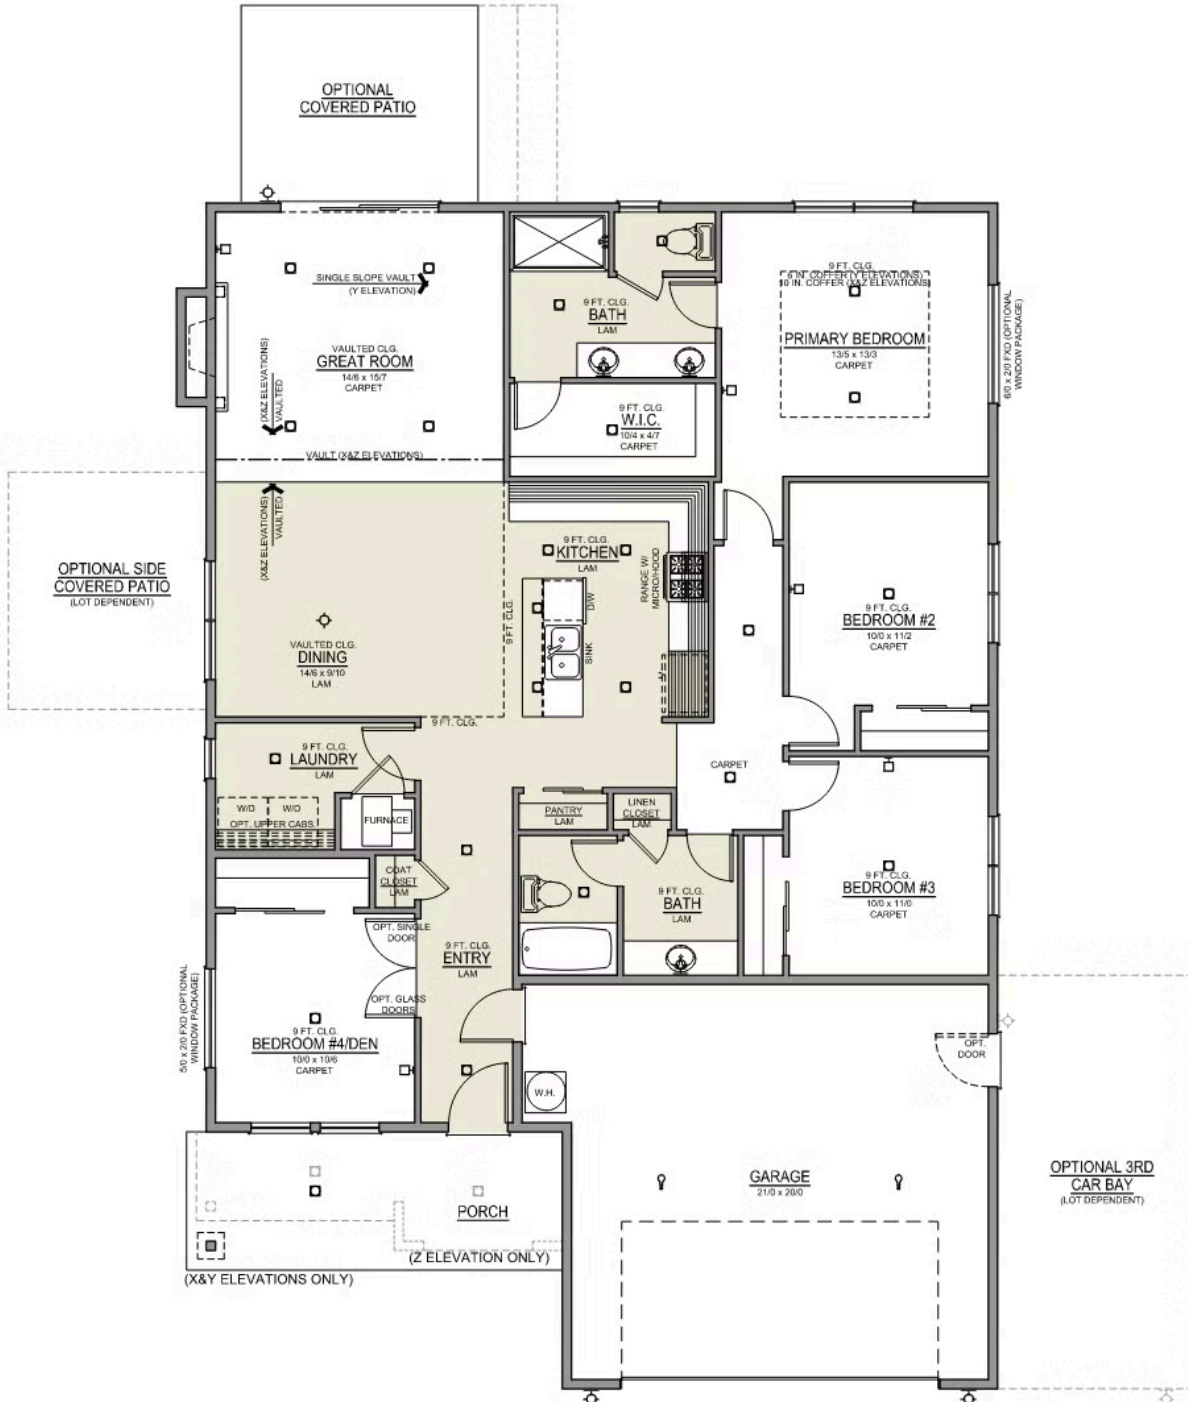 OPTIONAL
COVERED PATIO
SINGLE SLOPE VAULT
(Y ELEVATION)
VAULTED CLG.
GREAT ROOM
14/6 x 15/7
CARPET
(X&Z ELEVATIONS)
VAULTED
VAULT (X&Z ELEVATIONS)
(X&Z ELEVATIONS)
VAULTED
9 FT. CLG.
BATH
LAM
9 FT. CLG.
W.I.C.
10/4 x 4/7
CARPET
9 FT. CLG.
6 IN. COFFER (Y ELEVATIONS)
10 IN. COFFER (X&Z ELEVATIONS)
PRIMARY BEDROOM
13/5 x 13/3
CARPET
6/0 x 2/0 FXD (OPTIONAL
WINDOW PACKAGE)
OPTIONAL SIDE
COVERED PATIO
(LOT DEPENDENT)
VAULTED CLG.
DINING
14/6 x 9/10
LAM
9 FT. CLG.
9 FT. CLG.
KITCHEN
LAM
D/W
SINK
RANGE W/
MICRO/HOOD
9 FT. CLG.
BEDROOM #2
10/0 x 11/2
CARPET
9 FT. CLG.
9 FT. CLG.
LAUNDRY
LAM
W/D
W/D
OPT. UPPER CABS.
FURNACE
PANTRY
LAM
LINEN
CLOSET
LAM
CARPET
COAT
CLOSET
LAM
9 FT. CLG.
BATH
LAM
9 FT. CLG.
BEDROOM #3
10/0 x 11/0
CARPET
OPT. SINGLE
DOOR
9 FT. CLG.
ENTRY
LAM
OPT. GLASS
DOORS
5/0 x 2/0 FXD (OPTIONAL
WINDOW PACKAGE)
9 FT. CLG.
BEDROOM #4/DEN
10/0 x 10/6
CARPET
OPT.
DOOR
W.H.
GARAGE
21/0 x 20/0
OPTIONAL 3RD
CAR BAY
(LOT DEPENDENT)
PORCH
(Z ELEVATION ONLY)
(X&Y ELEVATIONS ONLY)